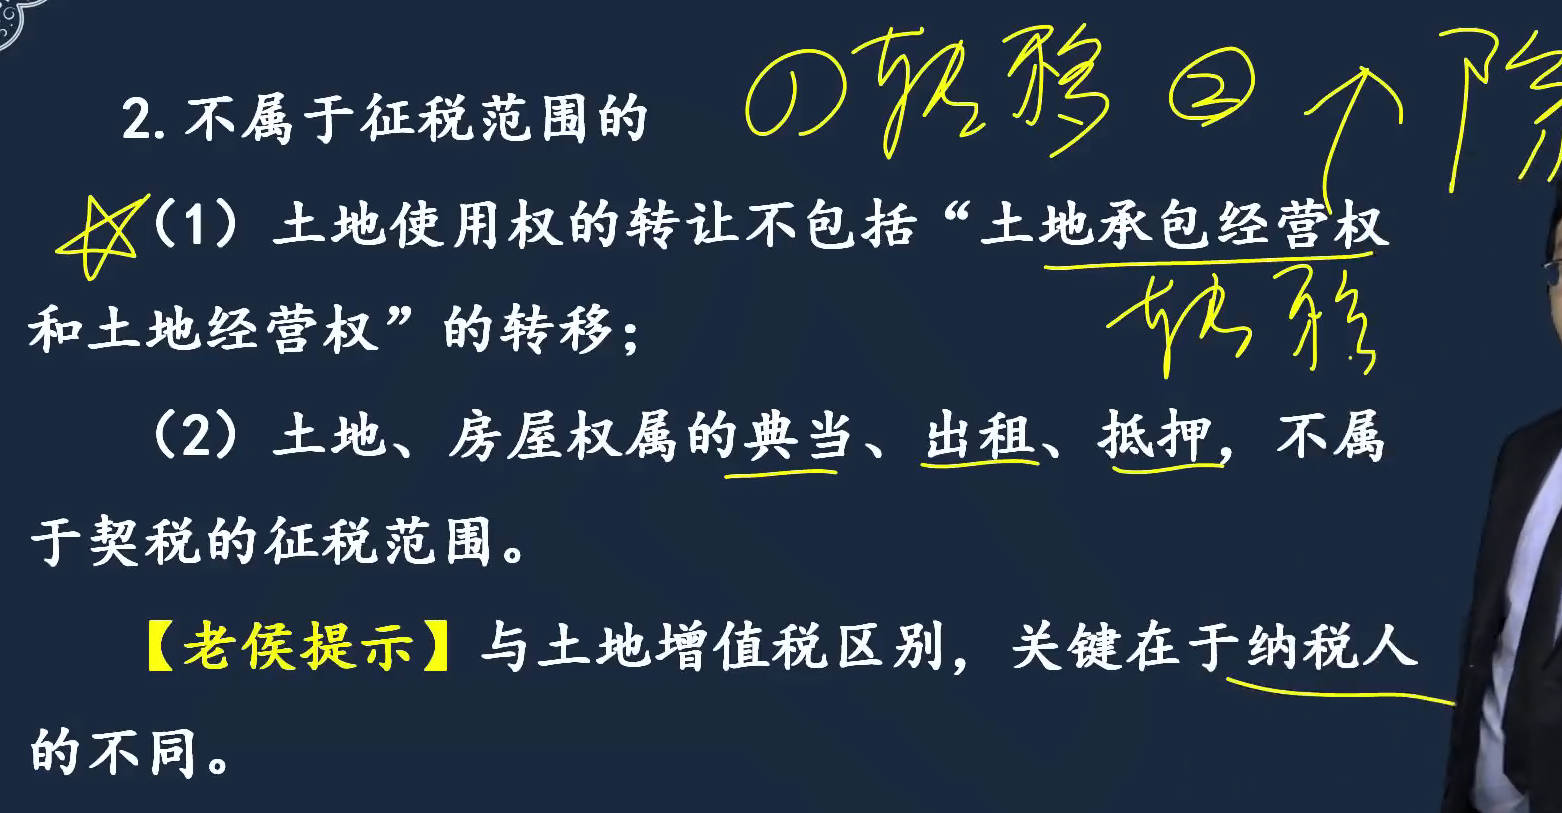 2.不属于征税范围的
①转移 ② 除
(1)土地使用权的转让不包括“土地承包经营权
转移
和土地经营权”的转移；
(2)土地、房屋权属的典当、出租、抵押，不属
于契税的征税范围。
【老侯提示】与土地增值税区别，关键在于纳税人
的不同。